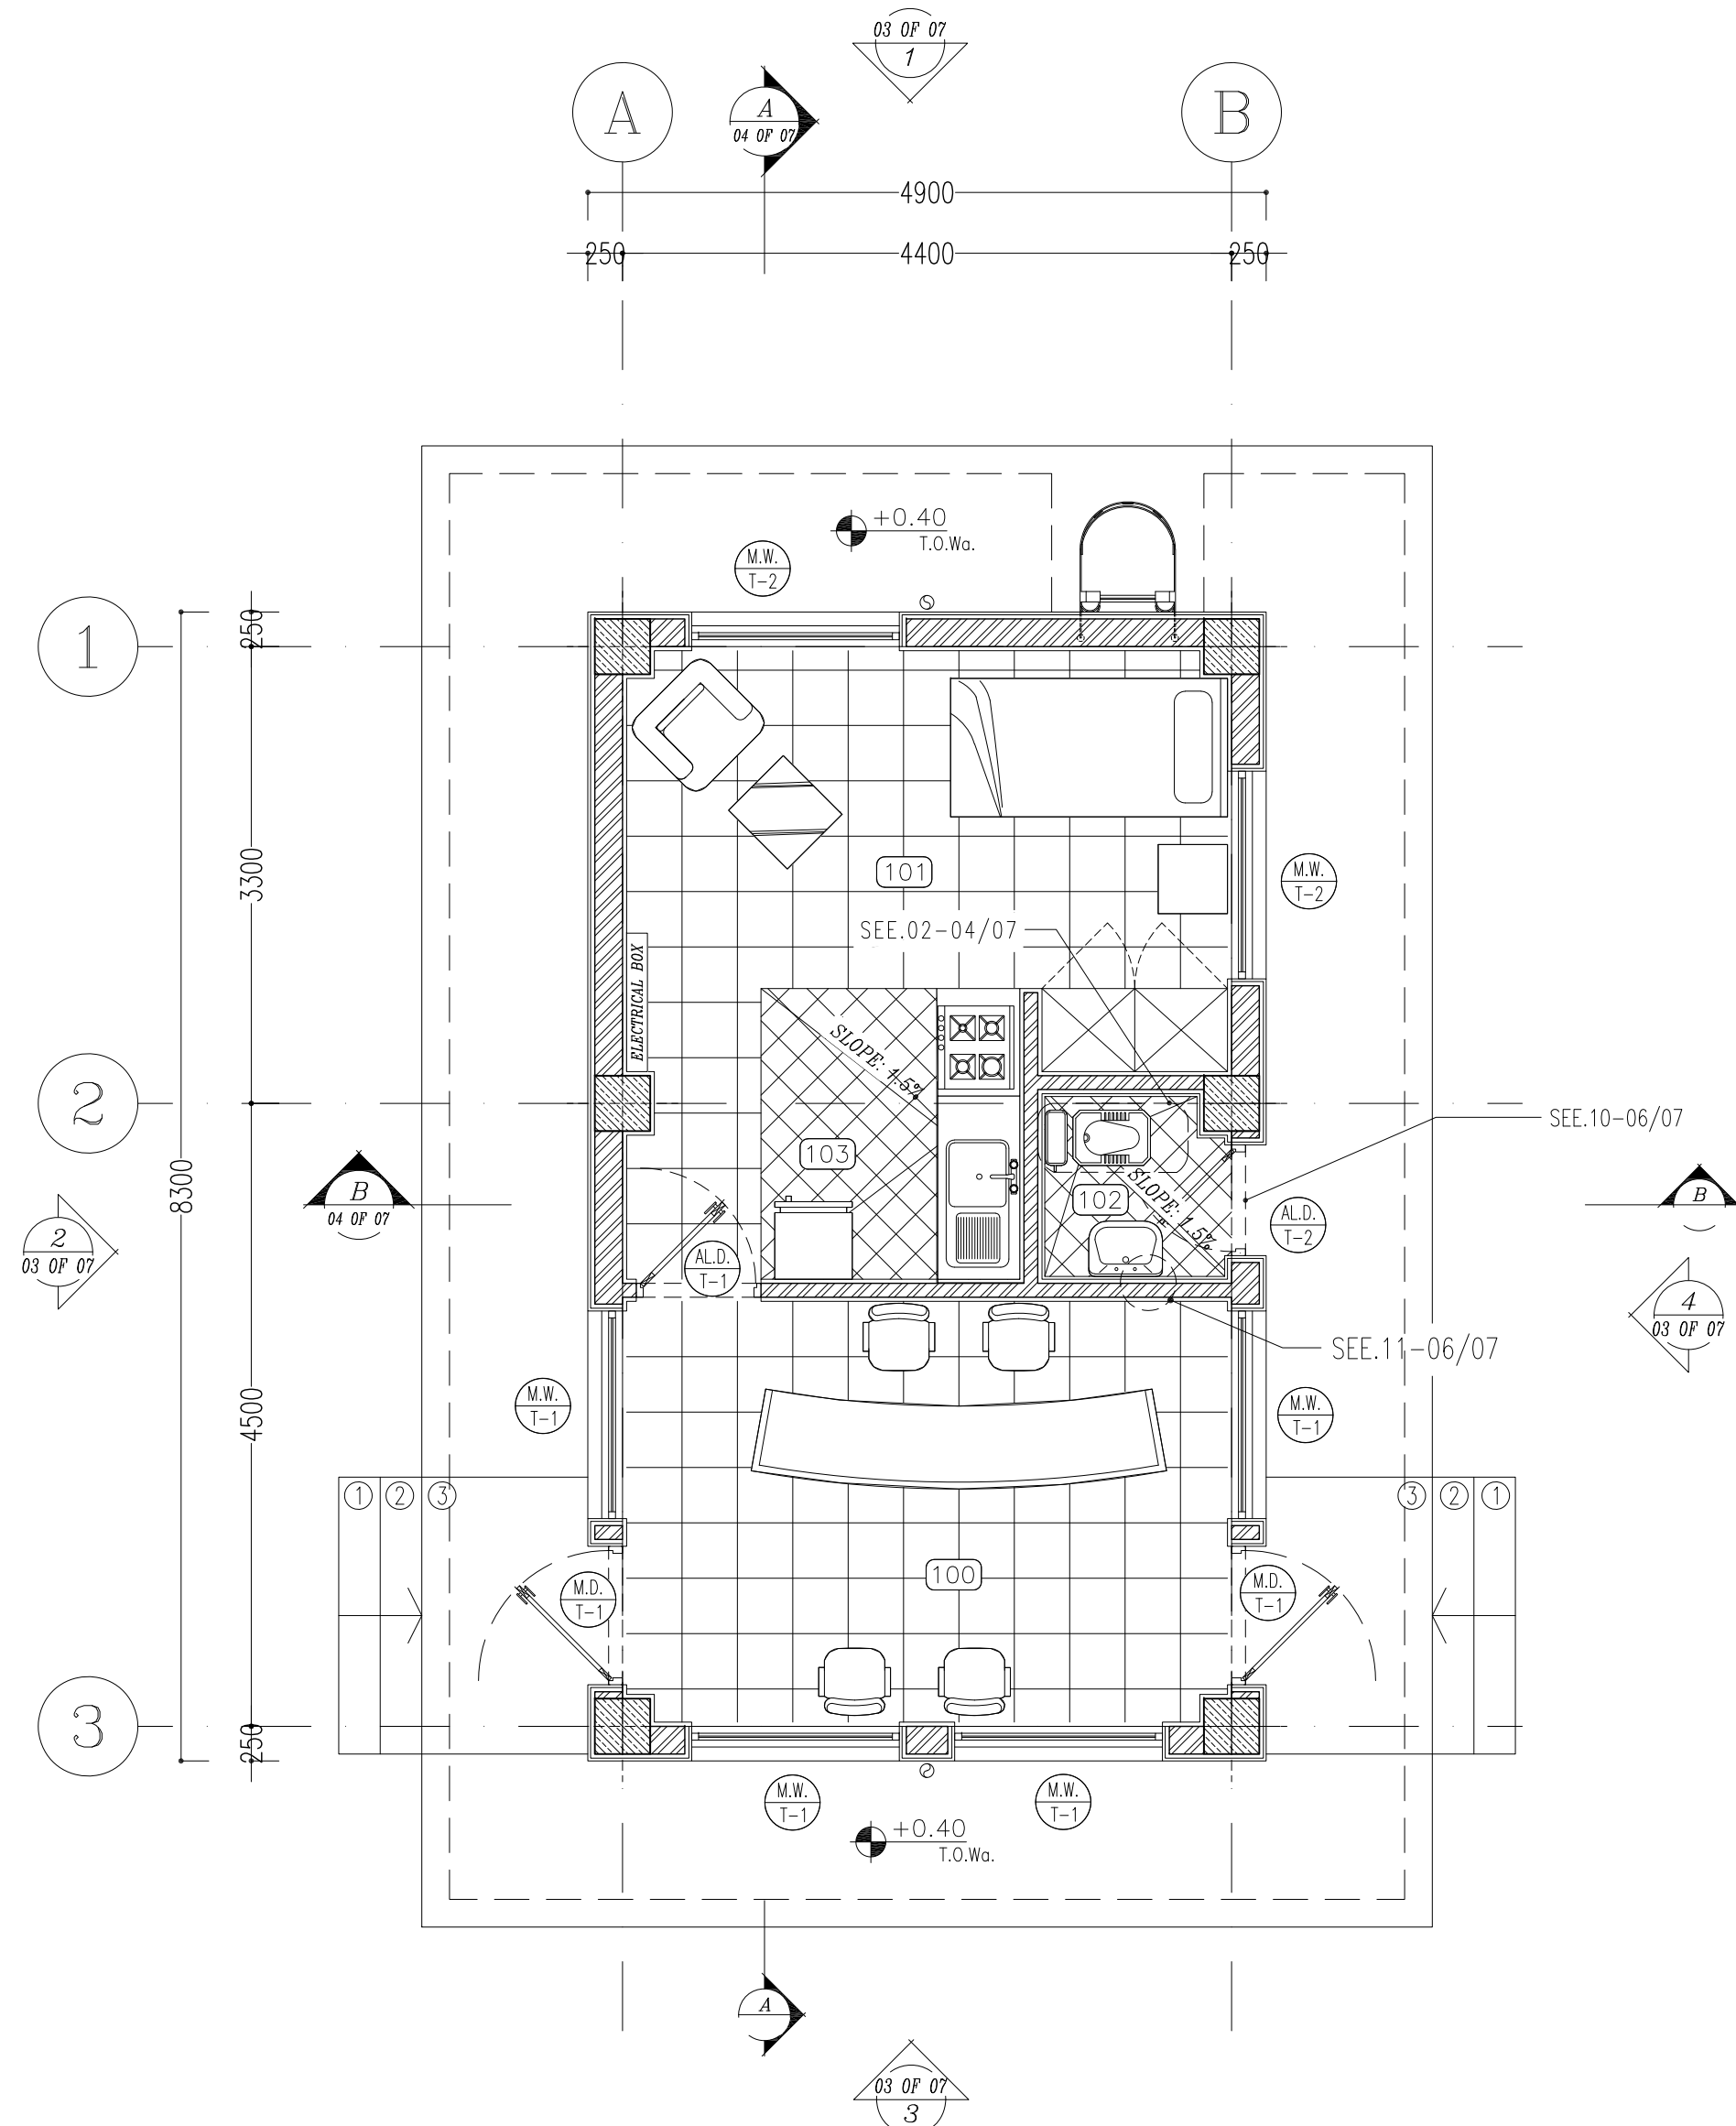 03 OF 07
1
A
B
A
04 OF 07
4900
250
4400
250
+0.40
T.O.Wa.
M.W.
T-2
250
1
101
M.W.
T-2
3300
SEE.02-04/07
ELECTRICAL BOX
SLOPE: 1.5%
2
SEE.10-06/07
103
8300
B
04 OF 07
102
SLOPE: 1.5%
B
2
03 OF 07
AL.D.
T-2
AL.D.
T-1
4
03 OF 07
SEE.11-06/07
4500
M.W.
T-1
M.W.
T-1
1 2 3
3 2 1
100
M.D.
T-1
M.D.
T-1
3
250
M.W.
T-1
M.W.
T-1
+0.40
T.O.Wa.
A
03 OF 07
3